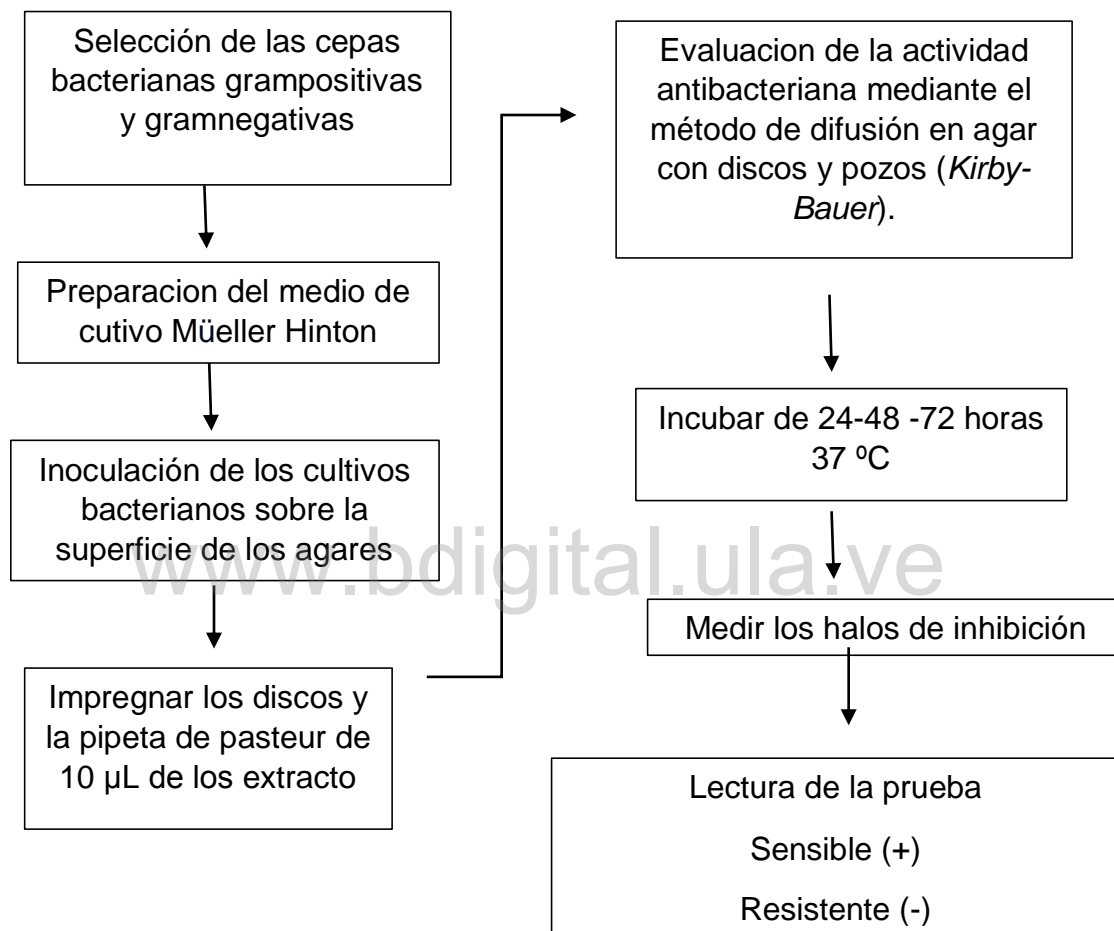 Selección de las cepas
bacterianas grampositivas
y gramnegativas
Preparacion del medio de
cutivo Müeller Hinton
Inoculación de los cultivos
bacterianos sobre la
superficie de los agares
Impregnar los discos y
la pipeta de pasteur de
10 µL de los extracto
Evaluacion de la actividad
antibacteriana mediante el
método de difusión en agar
con discos y pozos (Kirby-
Bauer).
Incubar de 24-48 -72 horas
37 ºC
Medir los halos de inhibición
Lectura de la prueba
Sensible (+)
Resistente (-)
www.bdigital.ula.ve